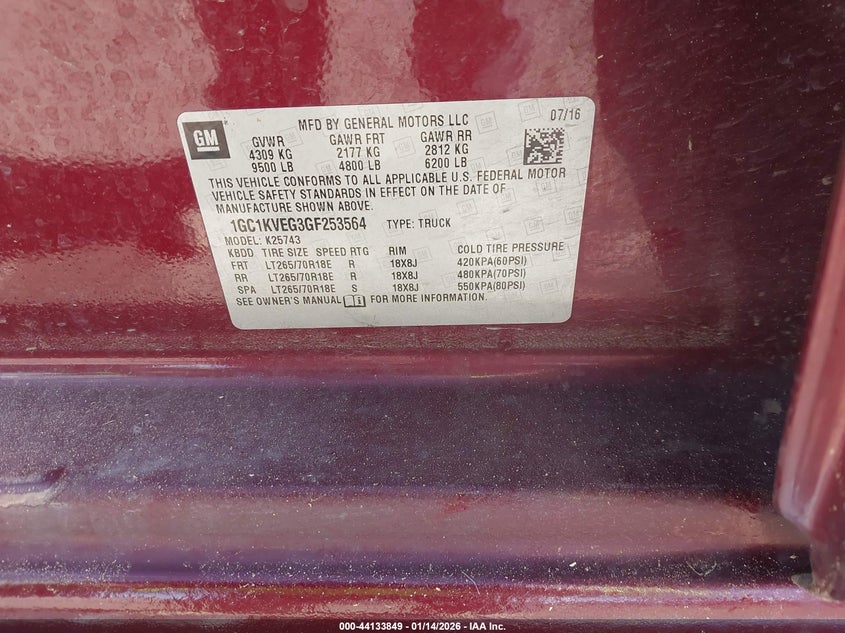 GM
MFD BY GENERAL MOTORS LLC 07/16
GVWR GAWR FRT GAWR RR
4309 KG 2177 KG 2812 KG
9500 LB 4800 LB 6200 LB
THIS VEHICLE CONFORMS TO ALL APPLICABLE U.S. FEDERAL MOTOR
VEHICLE SAFETY STANDARDS IN EFFECT ON THE DATE OF
MANUFACTURE SHOWN ABOVE.
1GC1KVEG3GF253564 TYPE: TRUCK
MODEL: K25743
KBDD TIRE SIZE SPEED RTG RIM COLD TIRE PRESSURE
FRT LT265/70R18E R 18X8J 420KPA(60PSI)
RR LT265/70R18E R 18X8J 480KPA(70PSI)
SPA LT265/70R18E S 18X8J 550KPA(80PSI)
SEE OWNER'S MANUAL FOR MORE INFORMATION.
000-44133849 - 01/14/2026 - IAA Inc.